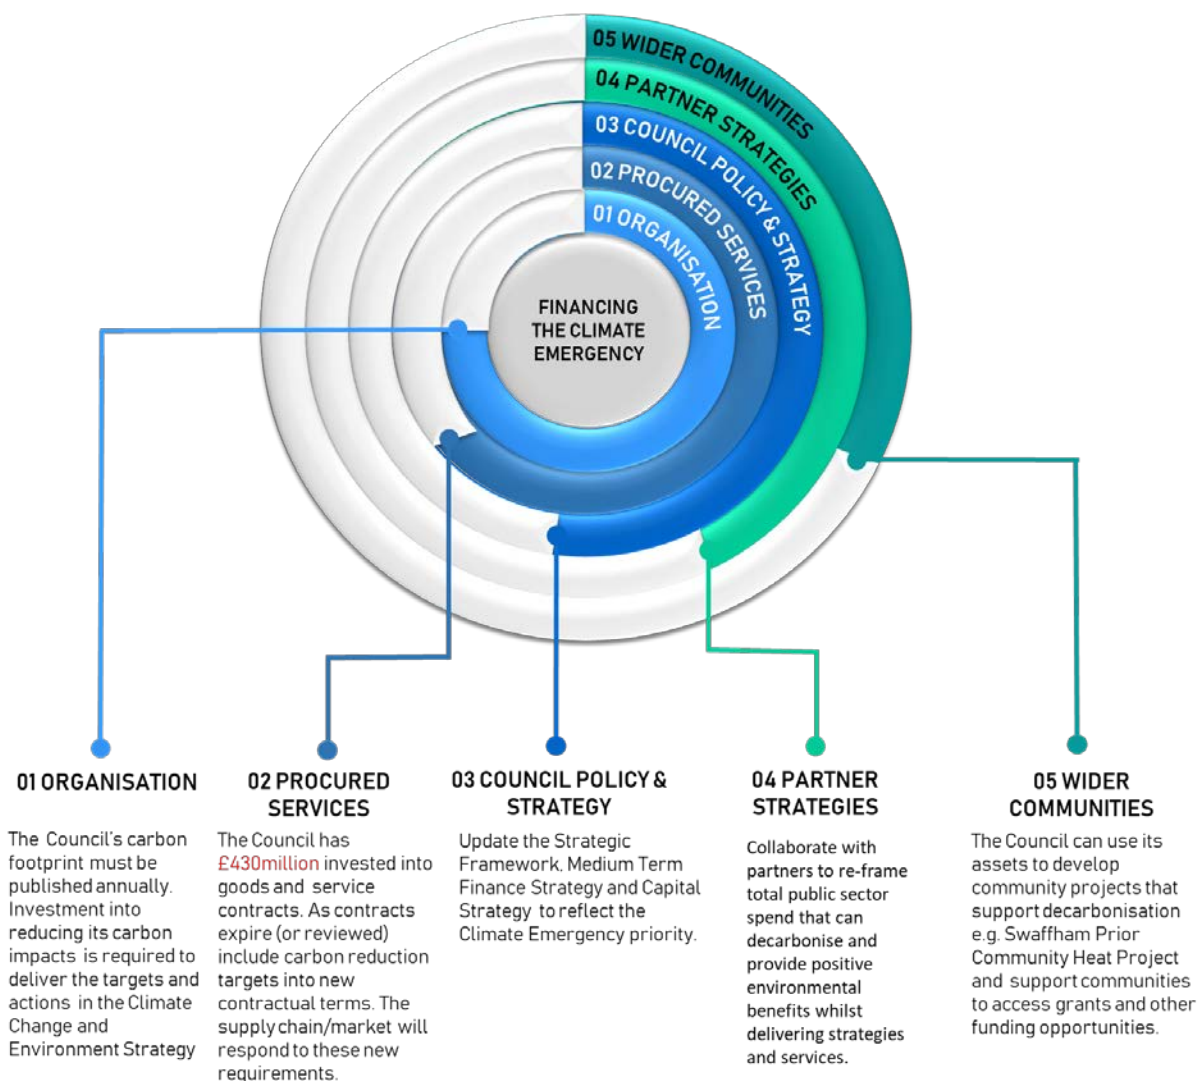 05 WIDER COMMUNITIES
04 PARTNER STRATEGIES
03 COUNCIL POLICY & STRATEGY
02 PROCURED SERVICES
01 ORGANISATION
FINANCING
THE CLIMATE
EMERGENCY
01 ORGANISATION
The Council's carbon
footprint must be
published annually.
Investment into
reducing its carbon
impacts is required to
deliver the targets and
actions in the Climate
Change and
Environment Strategy
02 PROCURED
SERVICES
The Council has
£430million invested into
goods and service
contracts. As contracts
expire (or reviewed)
include carbon reduction
targets into new
contractual terms. The
supply chain/market will
respond to these new
requirements.
03 COUNCIL POLICY &
STRATEGY
Update the Strategic
Framework, Medium Term
Finance Strategy and Capital
Strategy to reflect the
Climate Emergency priority.
04 PARTNER
STRATEGIES
Collaborate with
partners to re-frame
total public sector
spend that can
decarbonise and
provide positive
environmental
benefits whilst
delivering strategies
and services.
05 WIDER
COMMUNITIES
The Council can use its
assets to develop
community projects that
support decarbonisation
e.g. Swaffham Prior
Community Heat Project
and support communities
to access grants and other
funding opportunities.